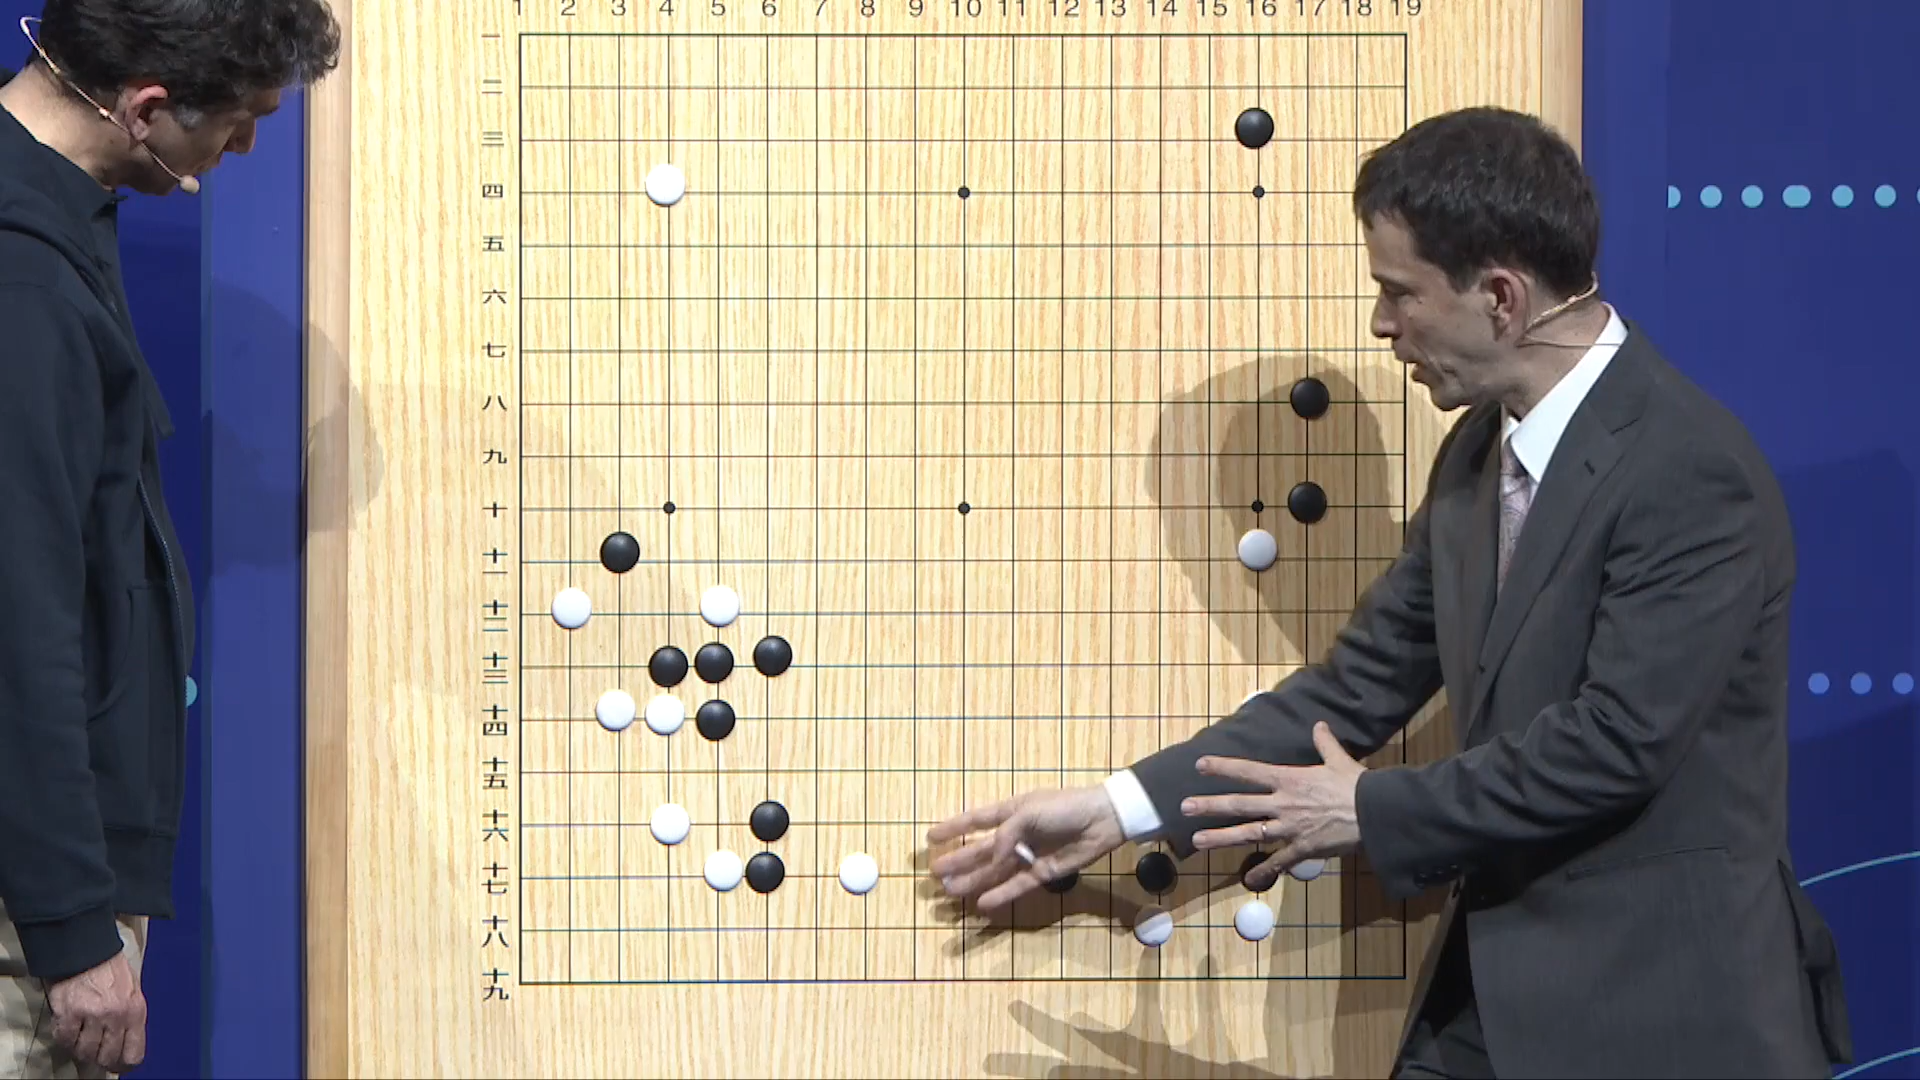 1 2 3 4 5 6 7 8 9 10 11 12 13 14 15 16 17 18 19
一
二
三
四
五
六
七
八
九
十
十一
十二
十三
十四
十五
十六
十七
十八
十九